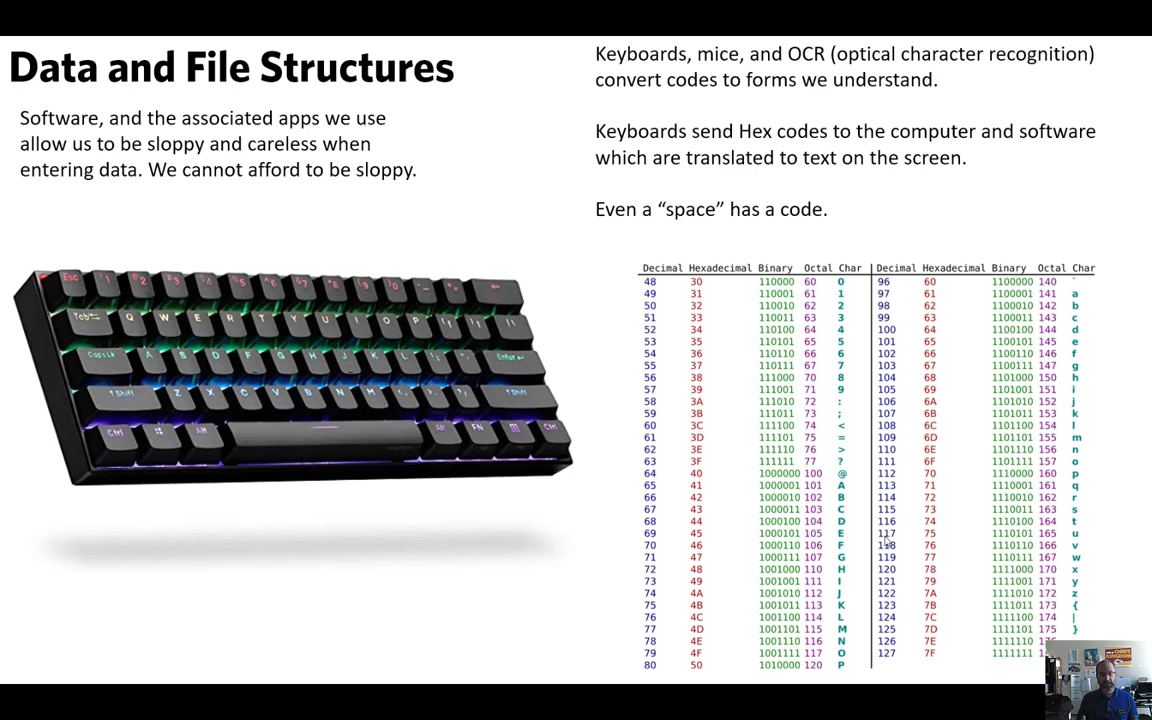 Data and File Structures
Software, and the associated apps we use
allow us to be sloppy and careless when
entering data. We cannot afford to be sloppy.
Keyboards, mice, and OCR (optical character recognition)
convert codes to forms we understand.
Keyboards send Hex codes to the computer and software
which are translated to text on the screen.
Even a “space” has a code.
Esc
Tab
Q W E R T Y U I O P
Caps Lk A S D F G H J K L Enter
Shift Z X C V B N M Shift
Ctrl Alt Alt FN Ctrl
Decimal Hexadecimal Binary Octal Char Decimal Hexadecimal Binary Octal Char
48 30 110000 60 0 96 60 1100000 140 `
49 31 110001 61 1 97 61 1100001 141 a
50 32 110010 62 2 98 62 1100010 142 b
51 33 110011 63 3 99 63 1100011 143 c
52 34 110100 64 4 100 64 1100100 144 d
53 35 110101 65 5 101 65 1100101 145 e
54 36 110110 66 6 102 66 1100110 146 f
55 37 110111 67 7 103 67 1100111 147 g
56 38 111000 70 8 104 68 1101000 150 h
57 39 111001 71 9 105 69 1101001 151 i
58 3A 111010 72 : 106 6A 1101010 152 j
59 3B 111011 73 ; 107 6B 1101011 153 k
60 3C 111100 74 < 108 6C 1101100 154 l
61 3D 111101 75 = 109 6D 1101101 155 m
62 3E 111110 76 > 110 6E 1101110 156 n
63 3F 111111 77 ? 111 6F 1101111 157 o
64 40 1000000 100 @ 112 70 1110000 160 p
65 41 1000001 101 A 113 71 1110001 161 q
66 42 1000010 102 B 114 72 1110010 162 r
67 43 1000011 103 C 115 73 1110011 163 s
68 44 1000100 104 D 116 74 1110100 164 t
69 45 1000101 105 E 117 75 1110101 165 u
70 46 1000110 106 F 118 76 1110110 166 v
71 47 1000111 107 G 119 77 1110111 167 w
72 48 1001000 110 H 120 78 1111000 170 x
73 49 1001001 111 I 121 79 1111001 171 y
74 4A 1001010 112 J 122 7A 1111010 172 z
75 4B 1001011 113 K 123 7B 1111011 173 {
76 4C 1001100 114 L 124 7C 1111100 174 |
77 4D 1001101 115 M 125 7D 1111101 175 }
78 4E 1001110 116 N 126 7E 1111110
79 4F 1001111 117 O 127 7F 1111111
80 50 1010000 120 P